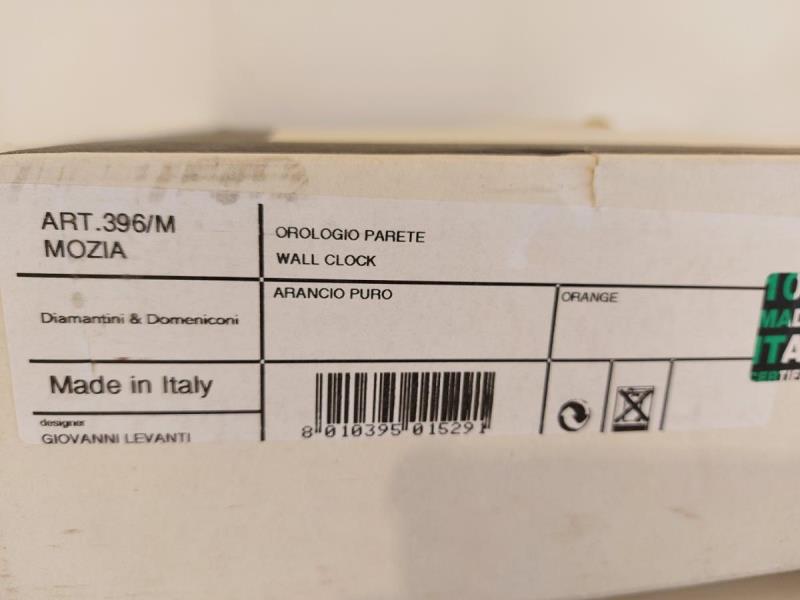 ART.396/M
MOZIA
OROLOGIO PARETE
WALL CLOCK
Diamantini & Domeniconi
ARANCIO PURO
ORANGE
Made in Italy
designer
GIOVANNI LEVANTI
8 010395 015291